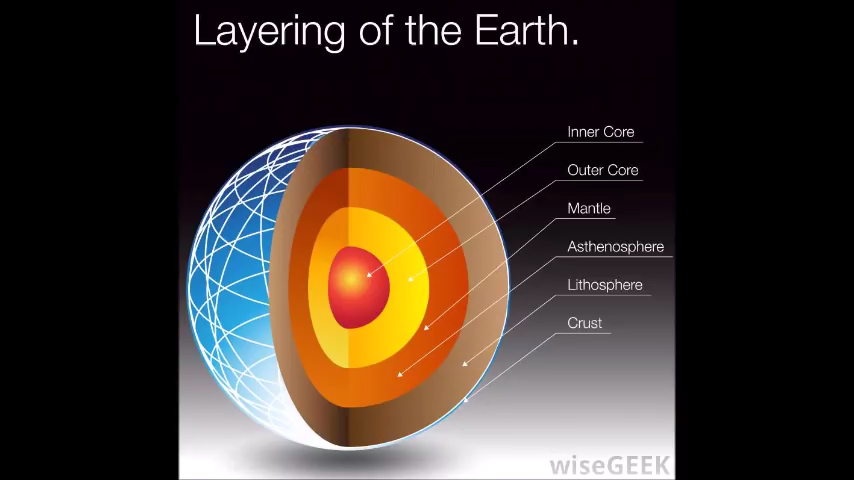 Layering of the Earth.
Inner Core
Outer Core
Mantle
Asthenosphere
Lithosphere
Crust
wiseGEEK